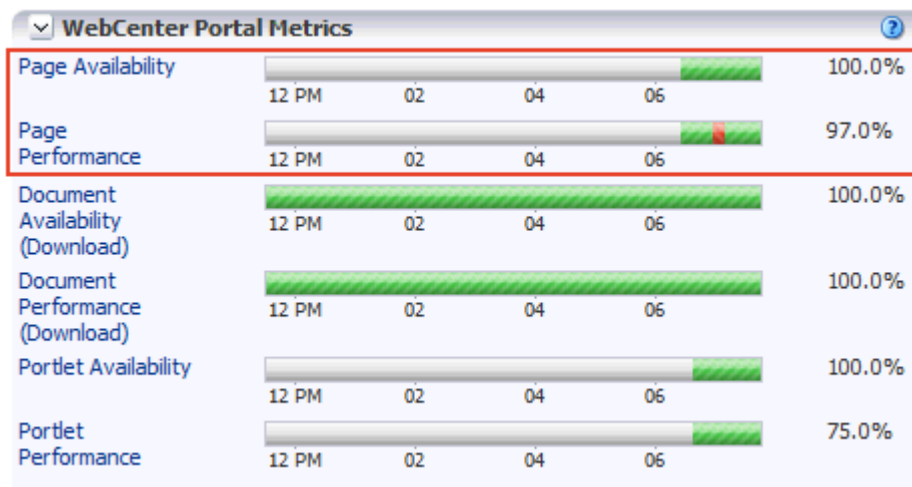 WebCenter Portal Metrics ?
Page Availability 100.0%
12 PM 02 04 06
Page
Performance 97.0%
12 PM 02 04 06
Document
Availability
(Download) 100.0%
12 PM 02 04 06
Document
Performance
(Download) 100.0%
12 PM 02 04 06
Portlet Availability 100.0%
12 PM 02 04 06
Portlet
Performance 75.0%
12 PM 02 04 06